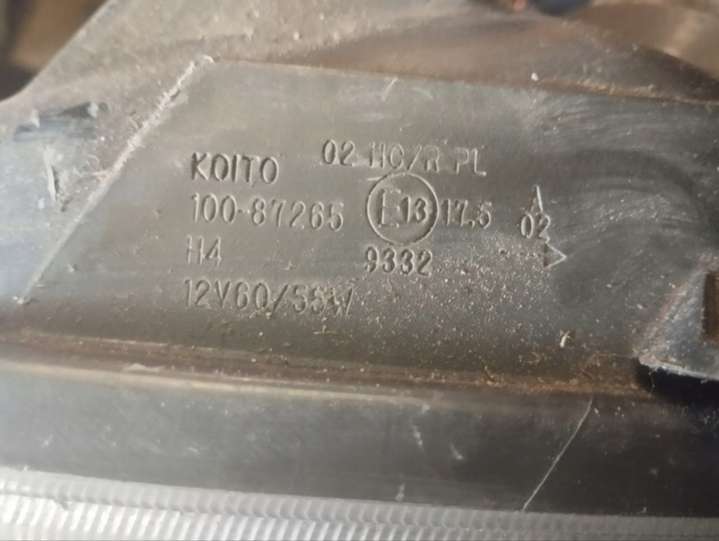 02 HC/R PL
KOITO
100-87265
E13 17.5
02
H4
9332
12V60/55W